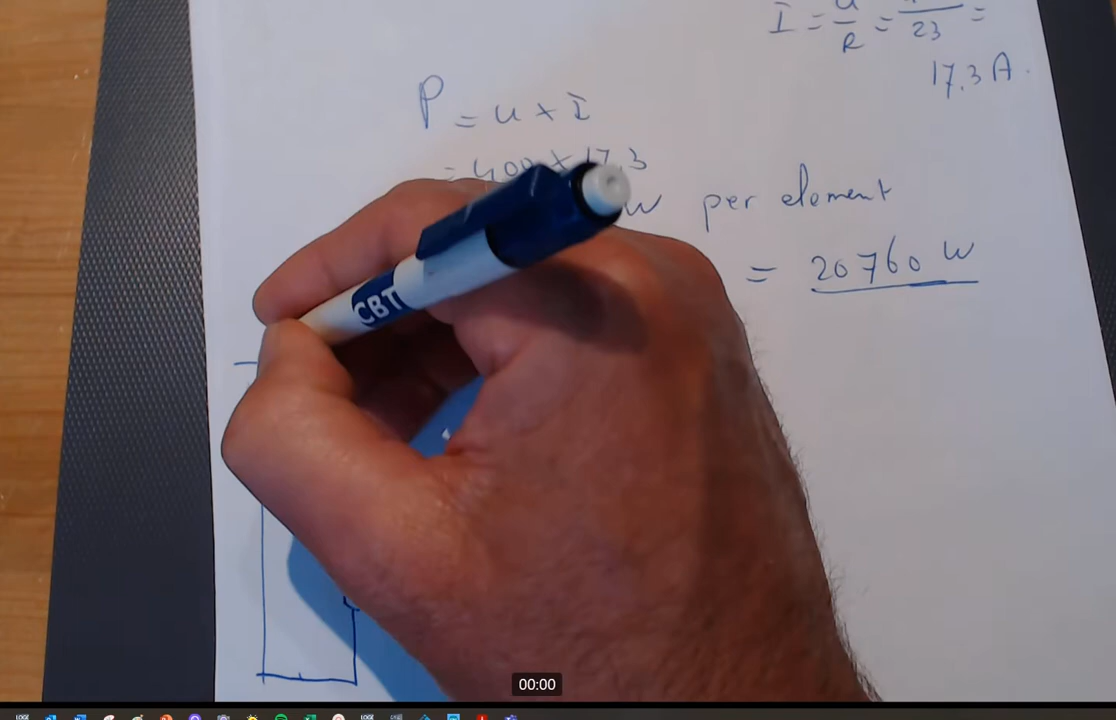 I = U/R = /23 =
17.3 A.
P = U × I
= 400 × 17.3
W per element
= 20760 W
CBT
00:00